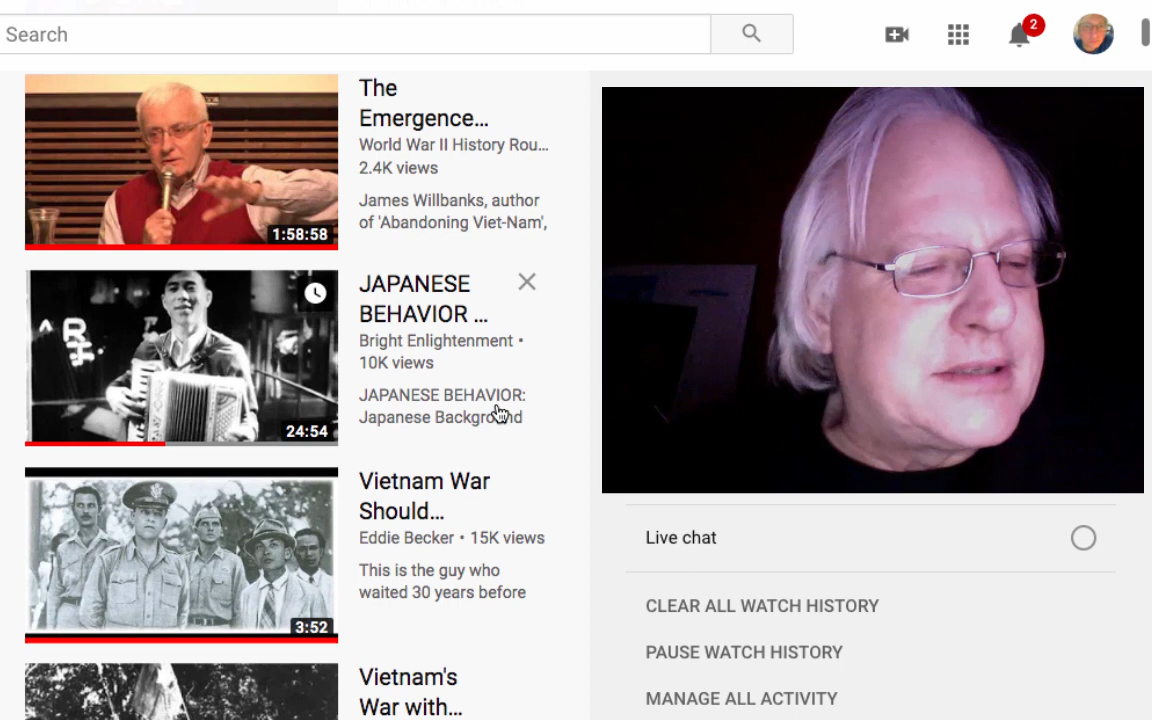 Search
2
The
Emergence...
World War II History Rou...
2.4K views
James Willbanks, author
of 'Abandoning Viet-Nam',
1:58:58
JAPANESE
BEHAVIOR ...
Bright Enlightenment •
10K views
JAPANESE BEHAVIOR:
Japanese Background
24:54
Vietnam War
Should...
Eddie Becker • 15K views
This is the guy who
waited 30 years before
3:52
Vietnam's
War with...
Live chat
CLEAR ALL WATCH HISTORY
PAUSE WATCH HISTORY
MANAGE ALL ACTIVITY